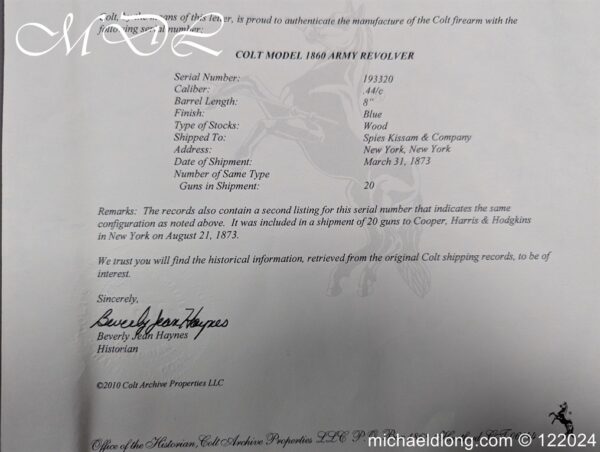 Colt, by the means of this letter, is proud to authenticate the manufacture of the Colt firearm with the
following serial number:
MDL
COLT MODEL 1860 ARMY REVOLVER
Serial Number: 193320
Caliber: .44/c
Barrel Length: 8"
Finish: Blue
Type of Stocks: Wood
Shipped To: Spies Kissam & Company
Address: New York, New York
Date of Shipment: March 31, 1873
Number of Same Type
Guns in Shipment: 20
Remarks: The records also contain a second listing for this serial number that indicates the same
configuration as noted above. It was included in a shipment of 20 guns to Cooper, Harris & Hodgkins
in New York on August 21, 1873.
We trust you will find the historical information, retrieved from the original Colt shipping records, to be of
interest.
Sincerely,
Beverly Jean Haynes
Beverly Jean Haynes
Historian
©2010 Colt Archive Properties LLC
Office of the Historian, Colt Archive Properties LLC P.O. 
michaeldlong.com © 122024